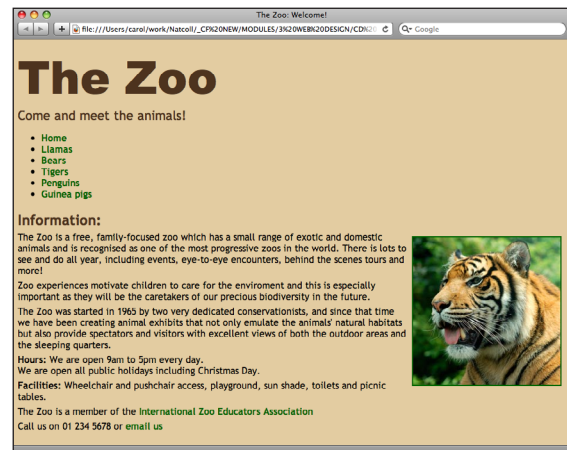 The Zoo: Welcome!
file:///Users/carol/work/Natcoll/_CF%20NEW/MODULES/3%20WEB%20DESIGN/CD%20
Google
The Zoo
Come and meet the animals!
Home
Llamas
Bears
Tigers
Penguins
Guinea pigs
Information:
The Zoo is a free, family-focused zoo which has a small range of exotic and domestic
animals and is recognised as one of the most progressive zoos in the world. There is lots to
see and do all year, including events, eye-to-eye encounters, behind the scenes tours and
more!
Zoo experiences motivate children to care for the enviroment and this is especially
important as they will be the caretakers of our precious biodiversity in the future.
The Zoo was started in 1965 by two very dedicated conservationists, and since that time
we have been creating animal exhibits that not only emulate the animals' natural habitats
but also provide spectators and visitors with excellent views of both the outdoor areas and
the sleeping quarters.
Hours: We are open 9am to 5pm every day.
We are open all public holidays including Christmas Day.
Facilities: Wheelchair and pushchair access, playground, sun shade, toilets and picnic
tables.
The Zoo is a member of the International Zoo Educators Association
Call us on 01 234 5678 or email us